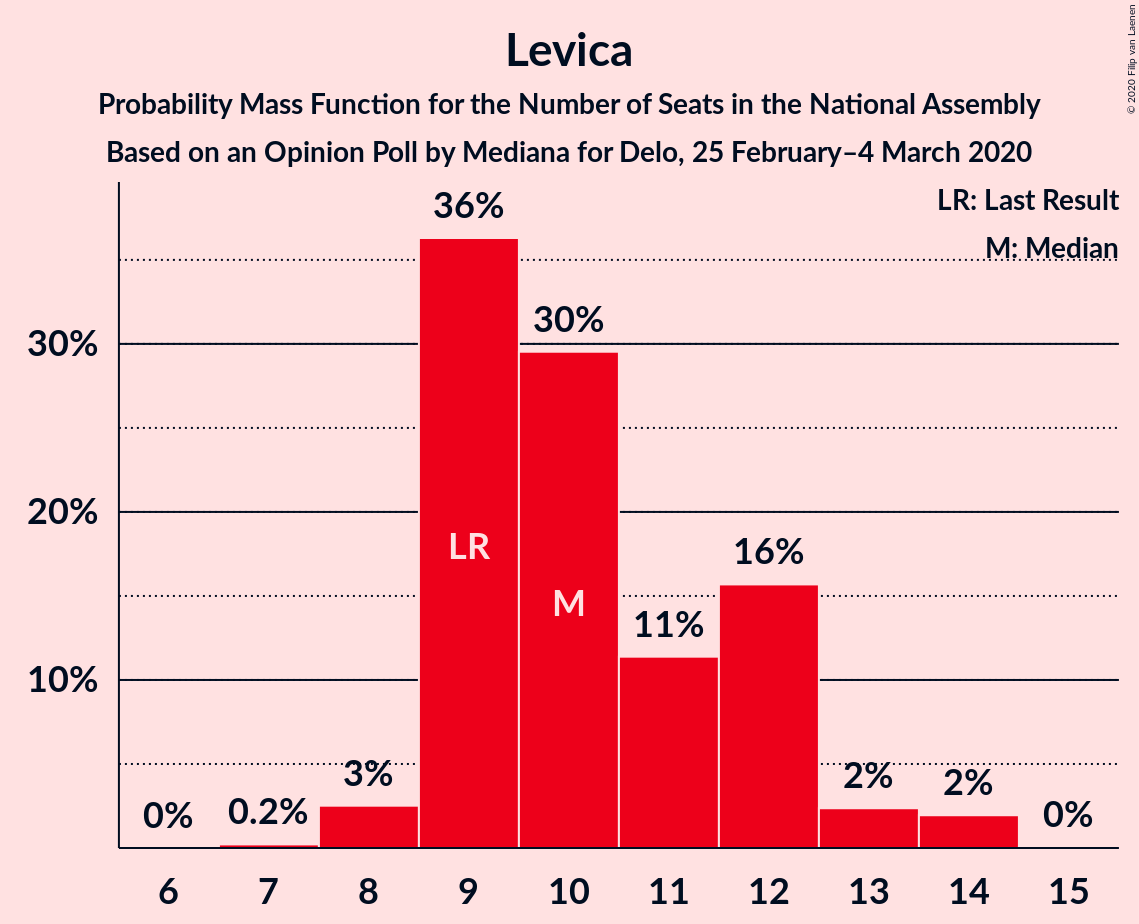 Levica
Probability Mass Function for the Number of Seats in the National Assembly
Based on an Opinion Poll by Mediana for Delo, 25 February–4 March 2020
© 2020 Filip van Laenen
LR: Last Result
M: Median
36%
30%
30%
LR
20%
16%
M
11%
10%
3%
2%
2%
0%
0.2%
0%
6 7 8 9 10 11 12 13 14 15